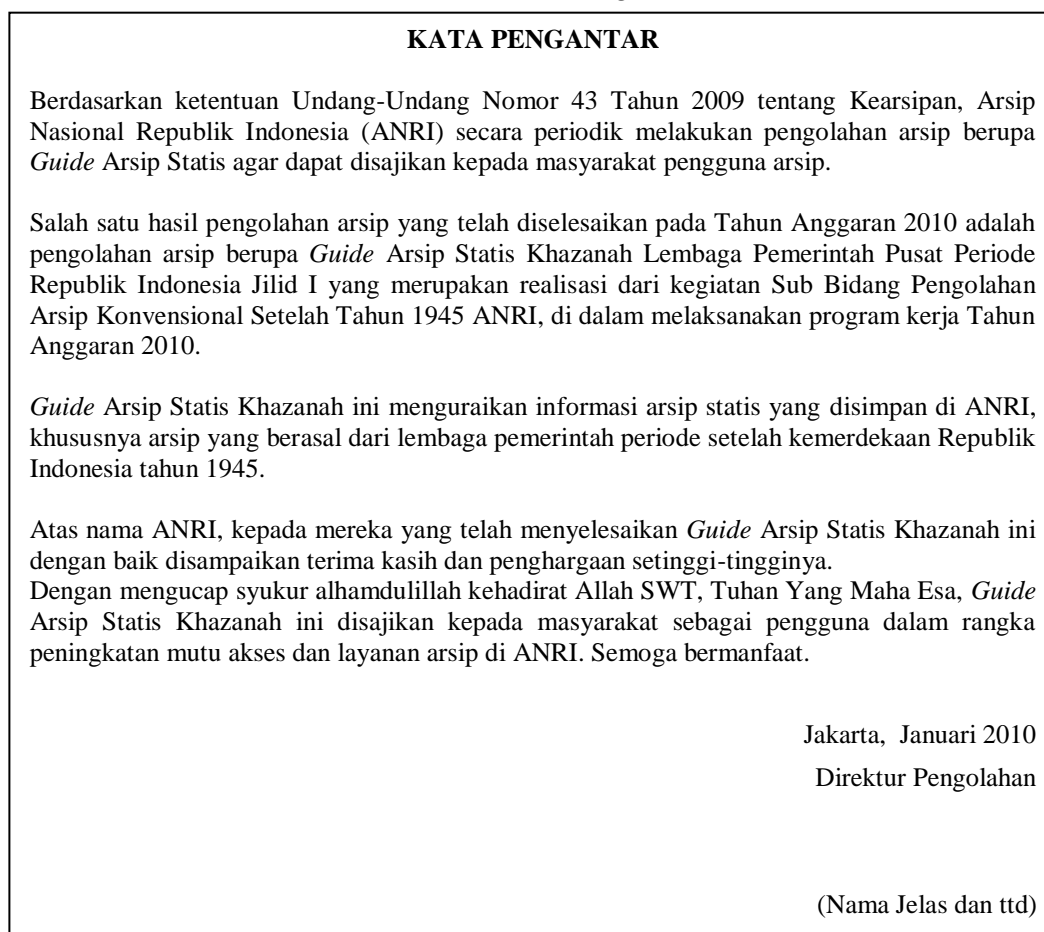 KATA PENGANTAR
Berdasarkan ketentuan Undang-Undang Nomor 43 Tahun 2009 tentang Kearsipan, Arsip
Nasional Republik Indonesia (ANRI) secara periodik melakukan pengolahan arsip berupa
Guide Arsip Statis agar dapat disajikan kepada masyarakat pengguna arsip.
Salah satu hasil pengolahan arsip yang telah diselesaikan pada Tahun Anggaran 2010 adalah
pengolahan arsip berupa Guide Arsip Statis Khazanah Lembaga Pemerintah Pusat Periode
Republik Indonesia Jilid I yang merupakan realisasi dari kegiatan Sub Bidang Pengolahan
Arsip Konvensional Setelah Tahun 1945 ANRI, di dalam melaksanakan program kerja Tahun
Anggaran 2010.
Guide Arsip Statis Khazanah ini menguraikan informasi arsip statis yang disimpan di ANRI,
khususnya arsip yang berasal dari lembaga pemerintah periode setelah kemerdekaan Republik
Indonesia tahun 1945.
Atas nama ANRI, kepada mereka yang telah menyelesaikan Guide Arsip Statis Khazanah ini
dengan baik disampaikan terima kasih dan penghargaan setinggi-tingginya.
Dengan mengucap syukur alhamdulillah kehadirat Allah SWT, Tuhan Yang Maha Esa, Guide
Arsip Statis Khazanah ini disajikan kepada masyarakat sebagai pengguna dalam rangka
peningkatan mutu akses dan layanan arsip di ANRI. Semoga bermanfaat.
Jakarta, Januari 2010
Direktur Pengolahan
(Nama Jelas dan ttd)